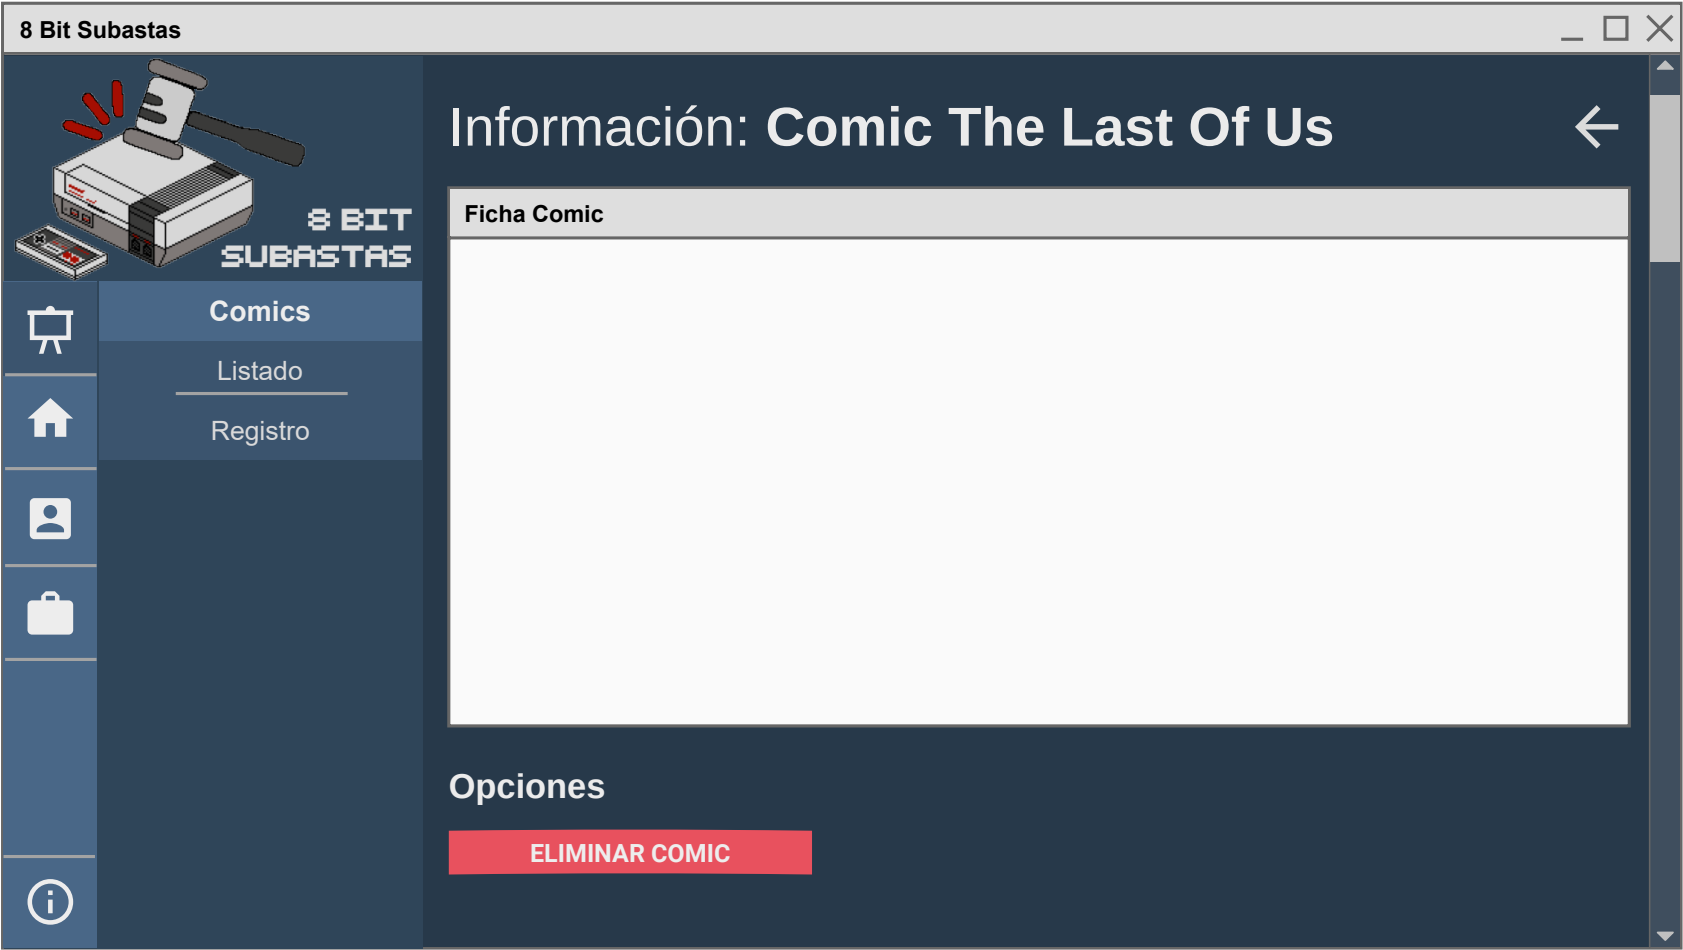 8 Bit Subastas
8 BIT
SUBASTAS
Comics
Listado
Registro
Información: Comic The Last Of Us
Ficha Comic
Opciones
ELIMINAR COMIC